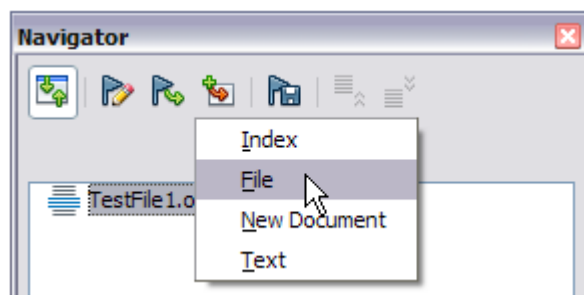 Navigator
Index
File
TestFile1.o
New Document
Text